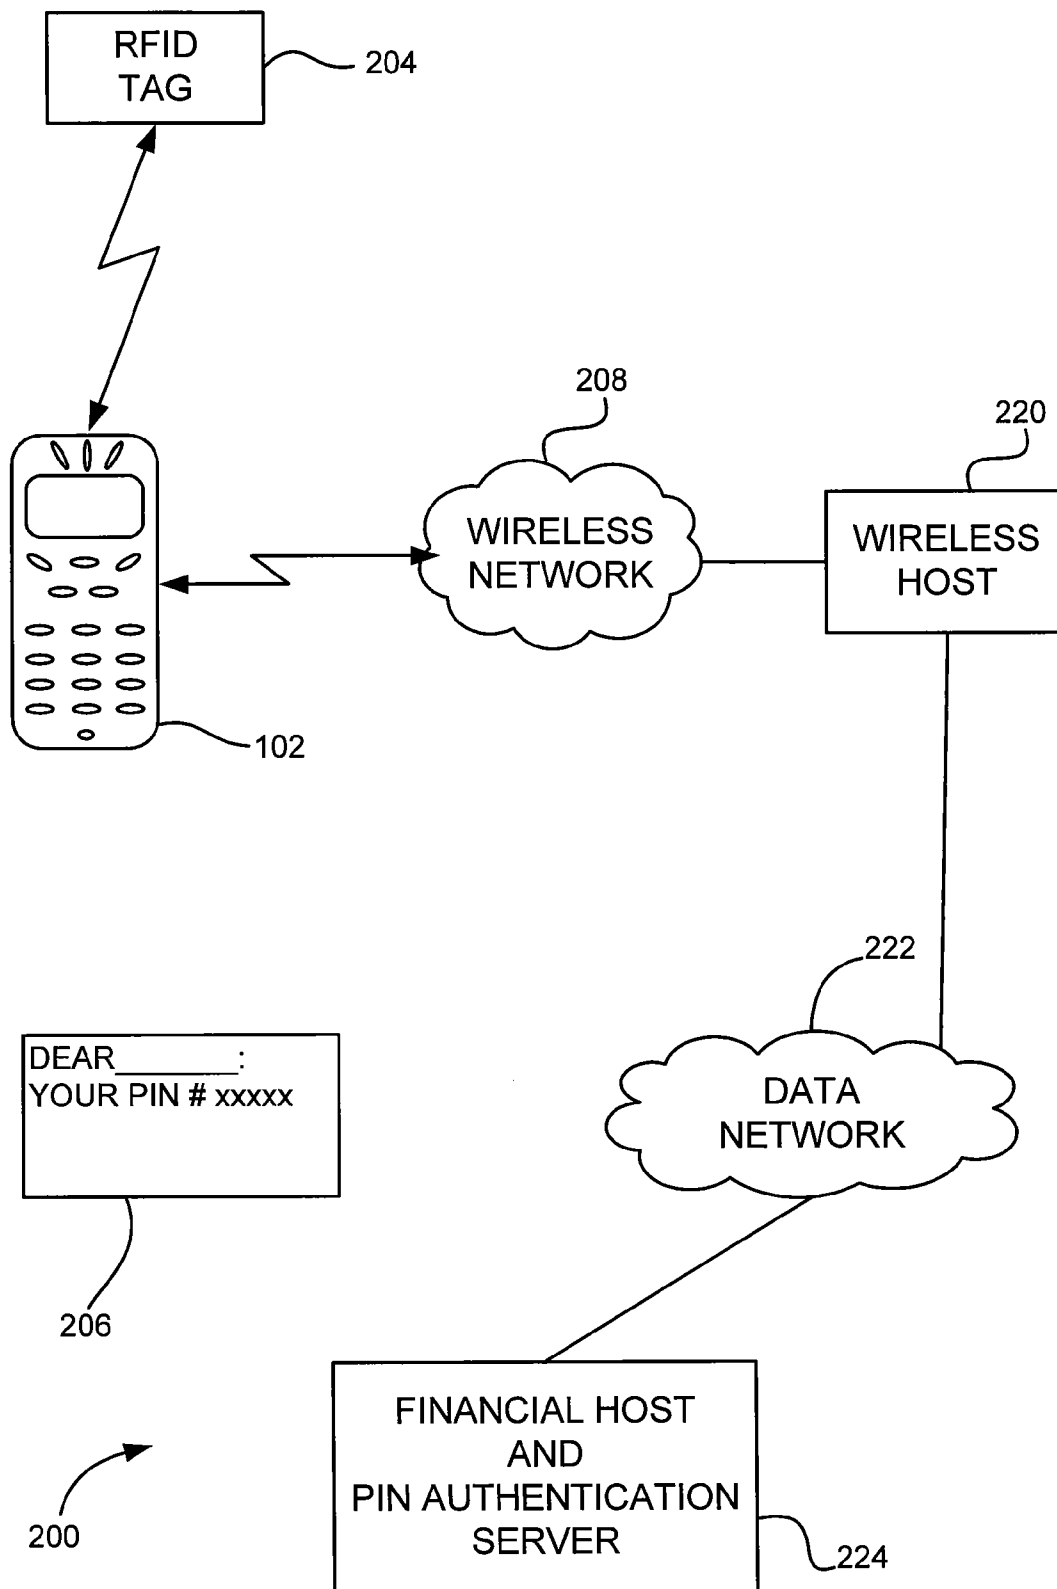 RFID
TAG
204
208
220
WIRELESS
NETWORK
WIRELESS
HOST
102
222
DEAR________:
YOUR PIN # xxxxx
DATA
NETWORK
206
FINANCIAL HOST
AND
PIN AUTHENTICATION
SERVER
200
224